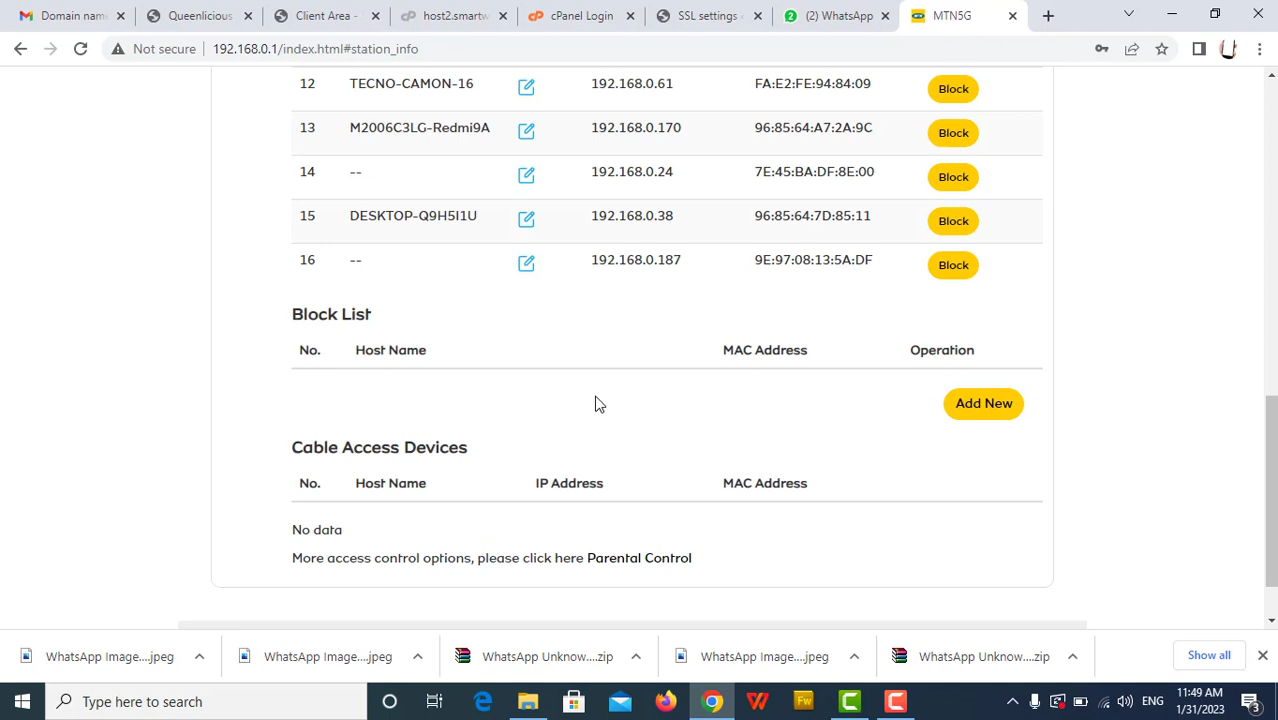 Domain name
Queenlicious
Client Area -
host2.smartw
cPanel Login
SSL settings
(2) WhatsApp
MTN5G
Not secure 192.168.0.1/index.html#station_info
12 TECNO-CAMON-16 192.168.0.61 FA:E2:FE:94:84:09 Block
13 M2006C3LG-Redmi9A 192.168.0.170 96:85:64:A7:2A:9C Block
14 -- 192.168.0.24 7E:45:BA:DF:8E:00 Block
15 DESKTOP-Q9H5I1U 192.168.0.38 96:85:64:7D:85:11 Block
16 -- 192.168.0.187 9E:97:08:13:5A:DF Block
Block List
No. Host Name MAC Address Operation
Add New
Cable Access Devices
No. Host Name IP Address MAC Address
No data
More access control options, please click here Parental Control
WhatsApp Image....jpeg
WhatsApp Image....jpeg
WhatsApp Unknow....zip
WhatsApp Image....jpeg
WhatsApp Unknow....zip
Show all
Type here to search
Fw
ENG
11:49 AM
1/31/2023
3